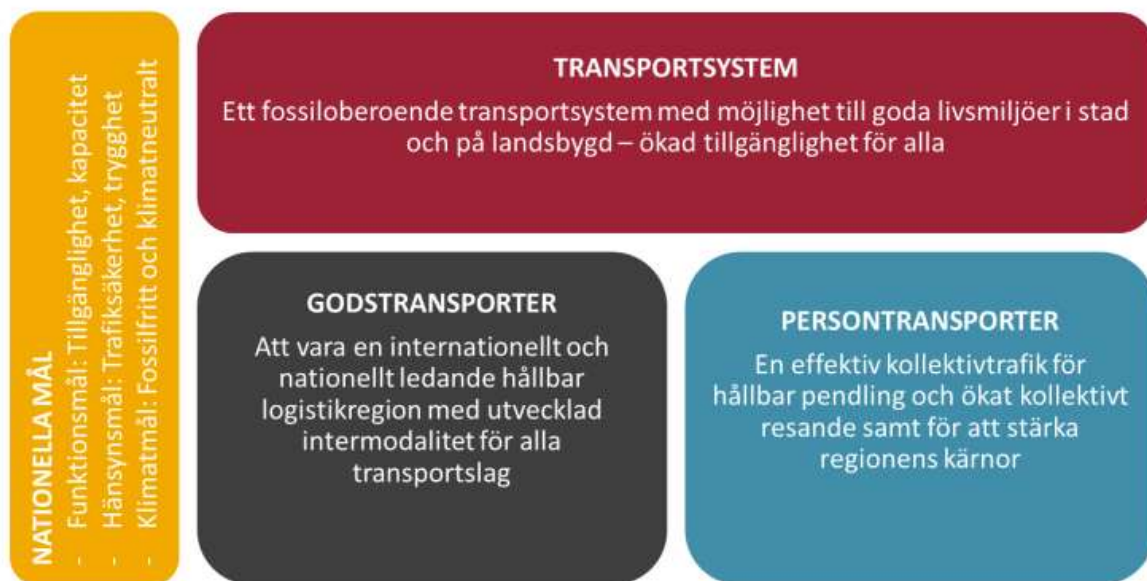 NATIONELLA MÅL
- Funktionsmål: Tillgänglighet, kapacitet
- Hänsynsmål: Trafiksäkerhet, trygghet
- Klimatmål: Fossilfritt och klimatneutralt
TRANSPORTSYSTEM
Ett fossiloberoende transportsystem med möjlighet till goda livsmiljöer i stad
och på landsbygd – ökad tillgänglighet för alla
GODSTRANSPORTER
Att vara en internationellt och
nationellt ledande hållbar
logistikregion med utvecklad
intermodalitet för alla
transportslag
PERSONTRANSPORTER
En effektiv kollektivtrafik för
hållbar pendling och ökat kollektivt
resande samt för att stärka
regionens kärnor